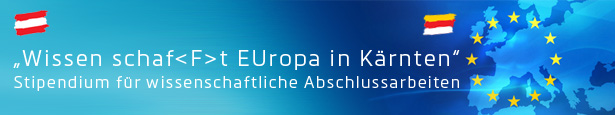 „Wissen schaf<F>t EUropa in Kärnten“
Stipendium für wissenschaftliche Abschlussarbeiten